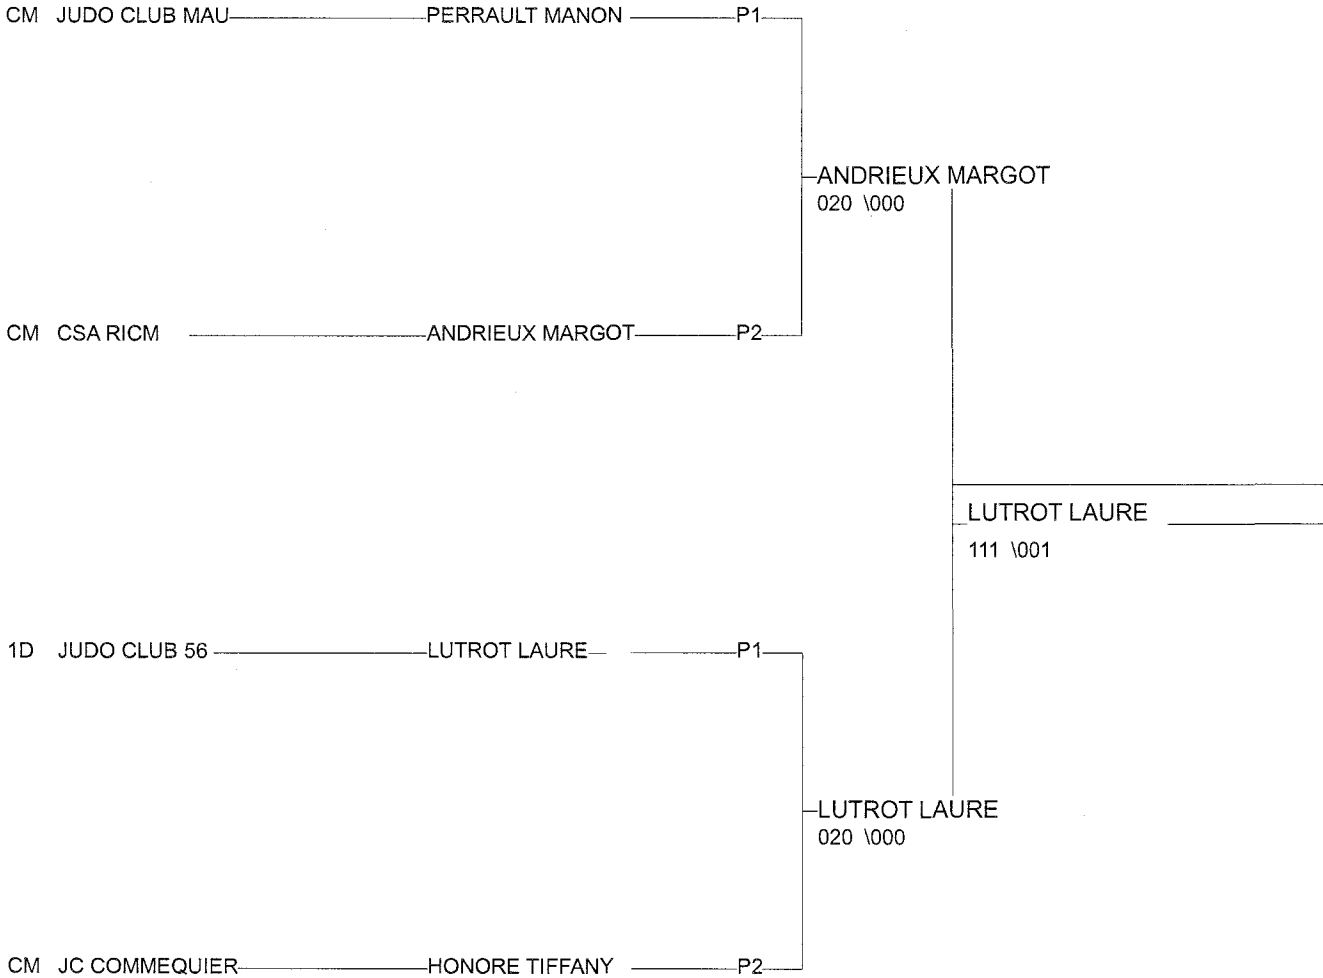 CM JUDO CLUB MAU PERRAULT MANON P1
ANDRIEUX MARGOT
020 \000
CM CSA RICM ANDRIEUX MARGOT P2
LUTROT LAURE
111 \001
1D JUDO CLUB 56 LUTROT LAURE P1
LUTROT LAURE
020 \000
CM JC COMMEQUIER HONORE TIFFANY P2